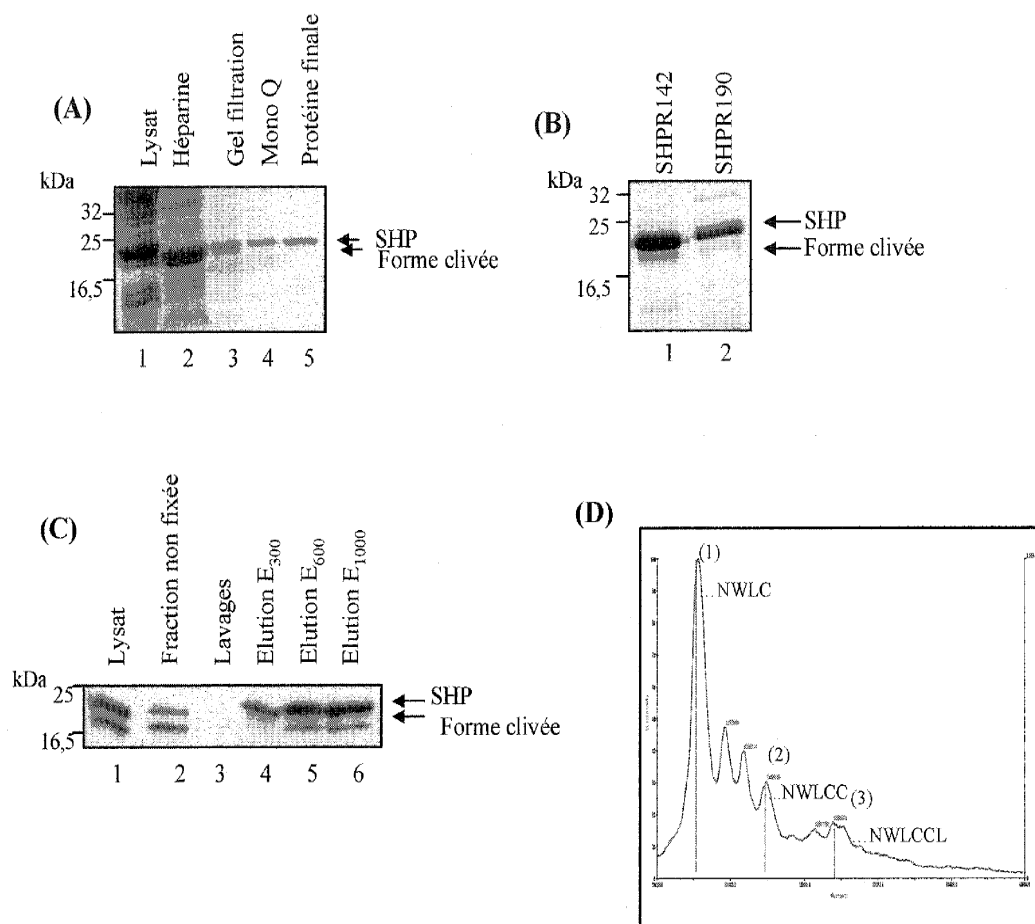 (A)
Lysat
Héparine
Gel filtration
Mono Q
Protéine finale
kDa
32
25
16,5
SHP
Forme clivée
1 2 3 4 5
(B)
SHPR142
SHPR190
kDa
32
25
16,5
SHP
Forme clivée
1 2
(C)
Lysat
Fraction non fixée
Lavages
Elution E300
Elution E600
Elution E1000
kDa
25
16,5
SHP
Forme clivée
1 2 3 4 5 6
(D)
(1)
...NWLC
(2)
...NWLCC
(3)
...NWLCCL